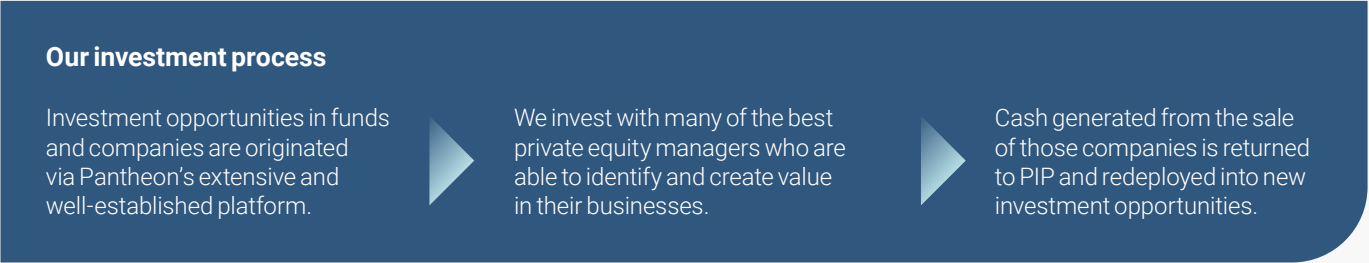 Our investment process
Investment opportunities in funds
and companies are originated
via Pantheon's extensive and
well-established platform.
We invest with many of the best
private equity managers who are
able to identify and create value
in their businesses.
Cash generated from the sale
of those companies is returned
to PIP and redeployed into new
investment opportunities.